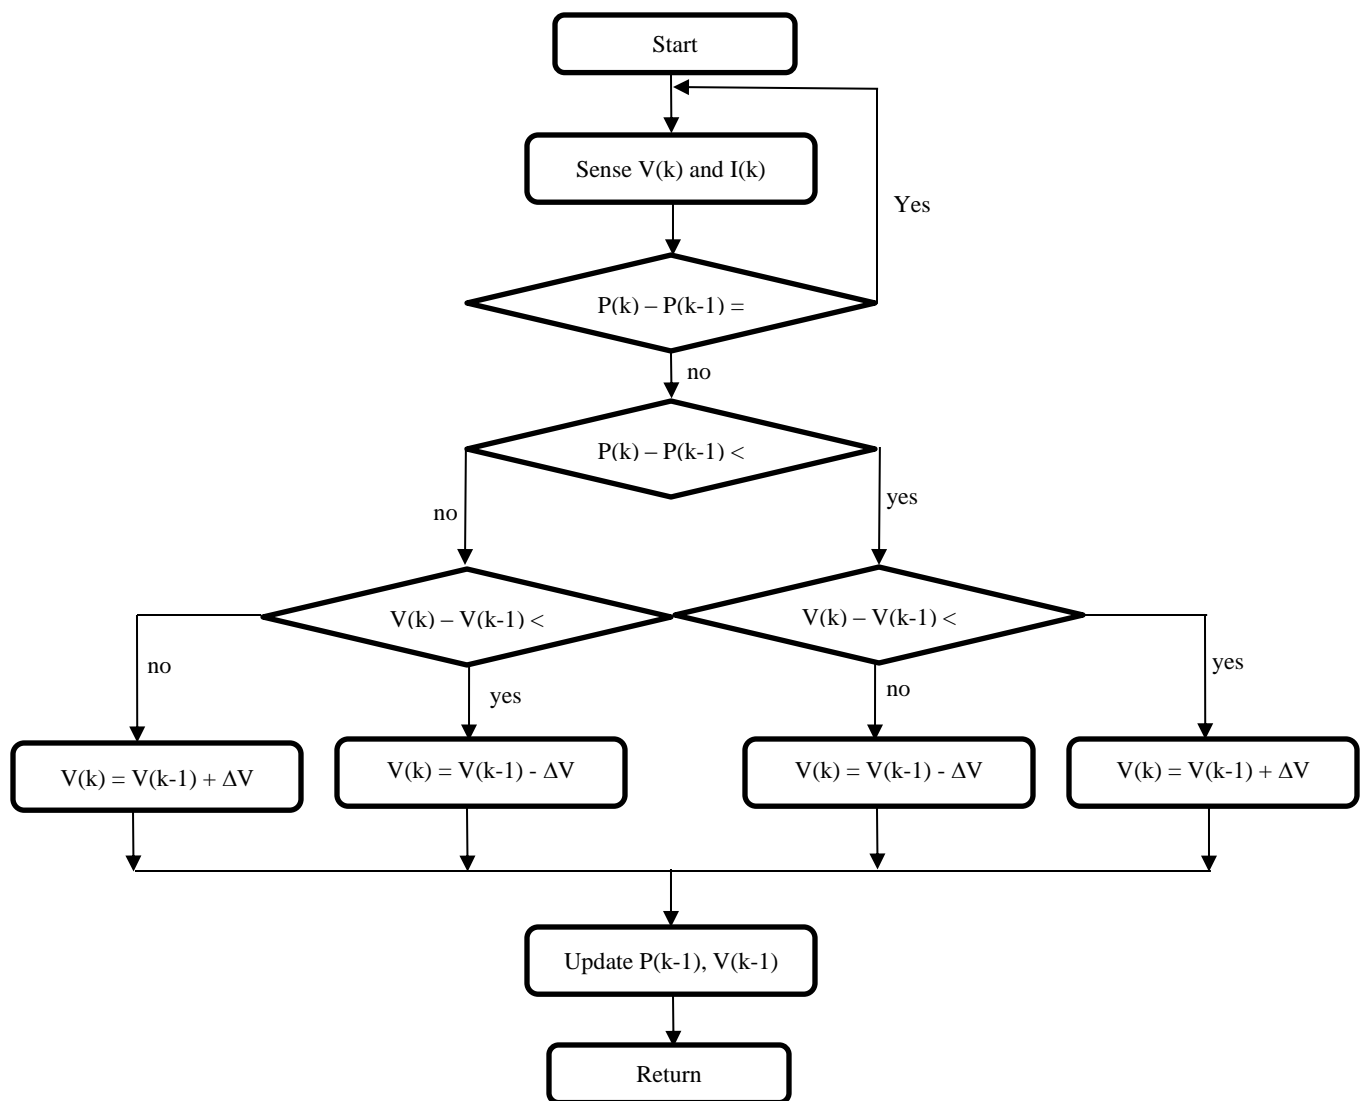 Start
Sense V(k) and I(k)
Yes
P(k) – P(k-1) =
no
P(k) – P(k-1) <
no
yes
V(k) – V(k-1) <
V(k) – V(k-1) <
no
yes
no
yes
V(k) = V(k-1) + ΔV
V(k) = V(k-1) - ΔV
V(k) = V(k-1) - ΔV
V(k) = V(k-1) + ΔV
Update P(k-1), V(k-1)
Return